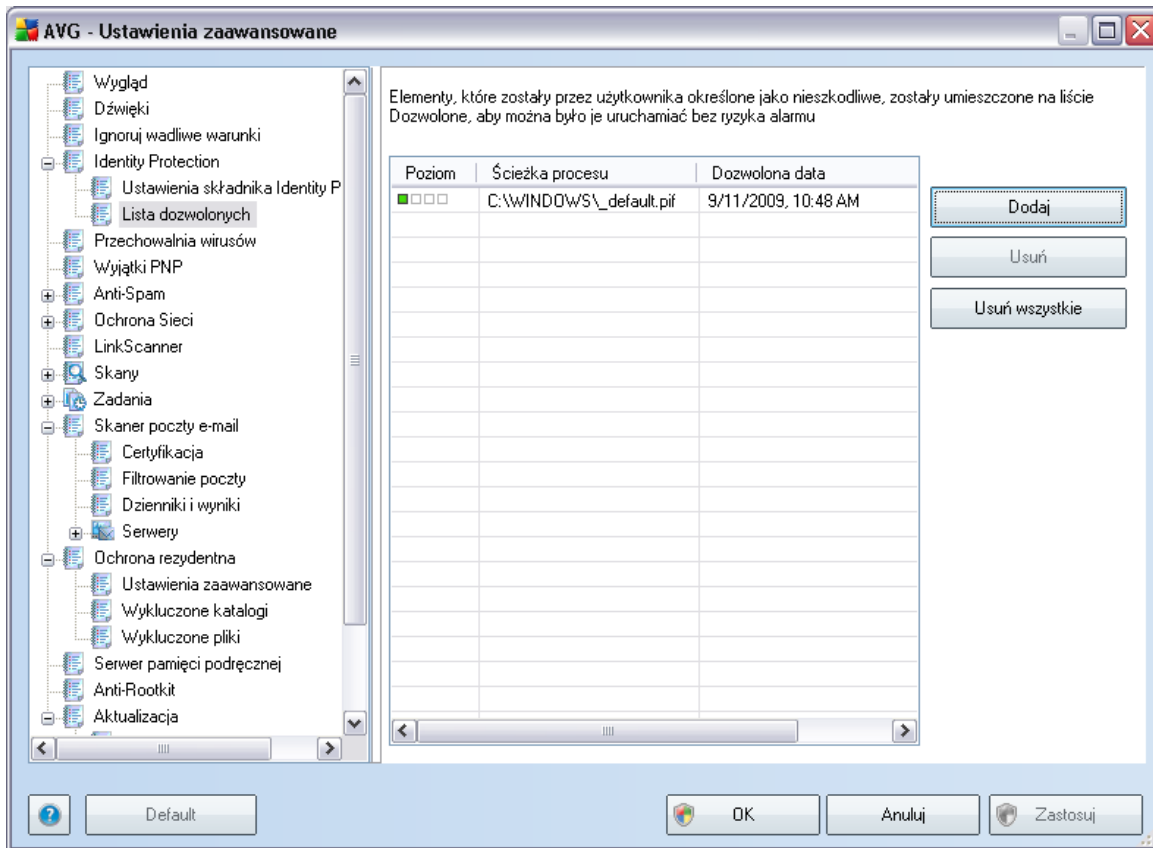 AVG - Ustawienia zaawansowane
Wygląd
Dźwięki
Ignoruj wadliwe warunki
Identity Protection
Ustawienia składnika Identity P
Lista dozwolonych
Przechowalnia wirusów
Wyjątki PNP
Anti-Spam
Ochrona Sieci
LinkScanner
Skany
Zadania
Skaner poczty e-mail
Certyfikacja
Filtrowanie poczty
Dzienniki i wyniki
Serwery
Ochrona rezydentna
Ustawienia zaawansowane
Wykluczone katalogi
Wykluczone pliki
Serwer pamięci podręcznej
Anti-Rootkit
Aktualizacja
Elementy, które zostały przez użytkownika określone jako nieszkodliwe, zostały umieszczone na liście
Dozwolone, aby można było je uruchamiać bez ryzyka alarmu
Poziom Ścieżka procesu Dozwolona data
C:\WINDOWS\_default.pif 9/11/2009, 10:48 AM
Dodaj
Usuń
Usuń wszystkie
Default
OK
Anuluj
Zastosuj